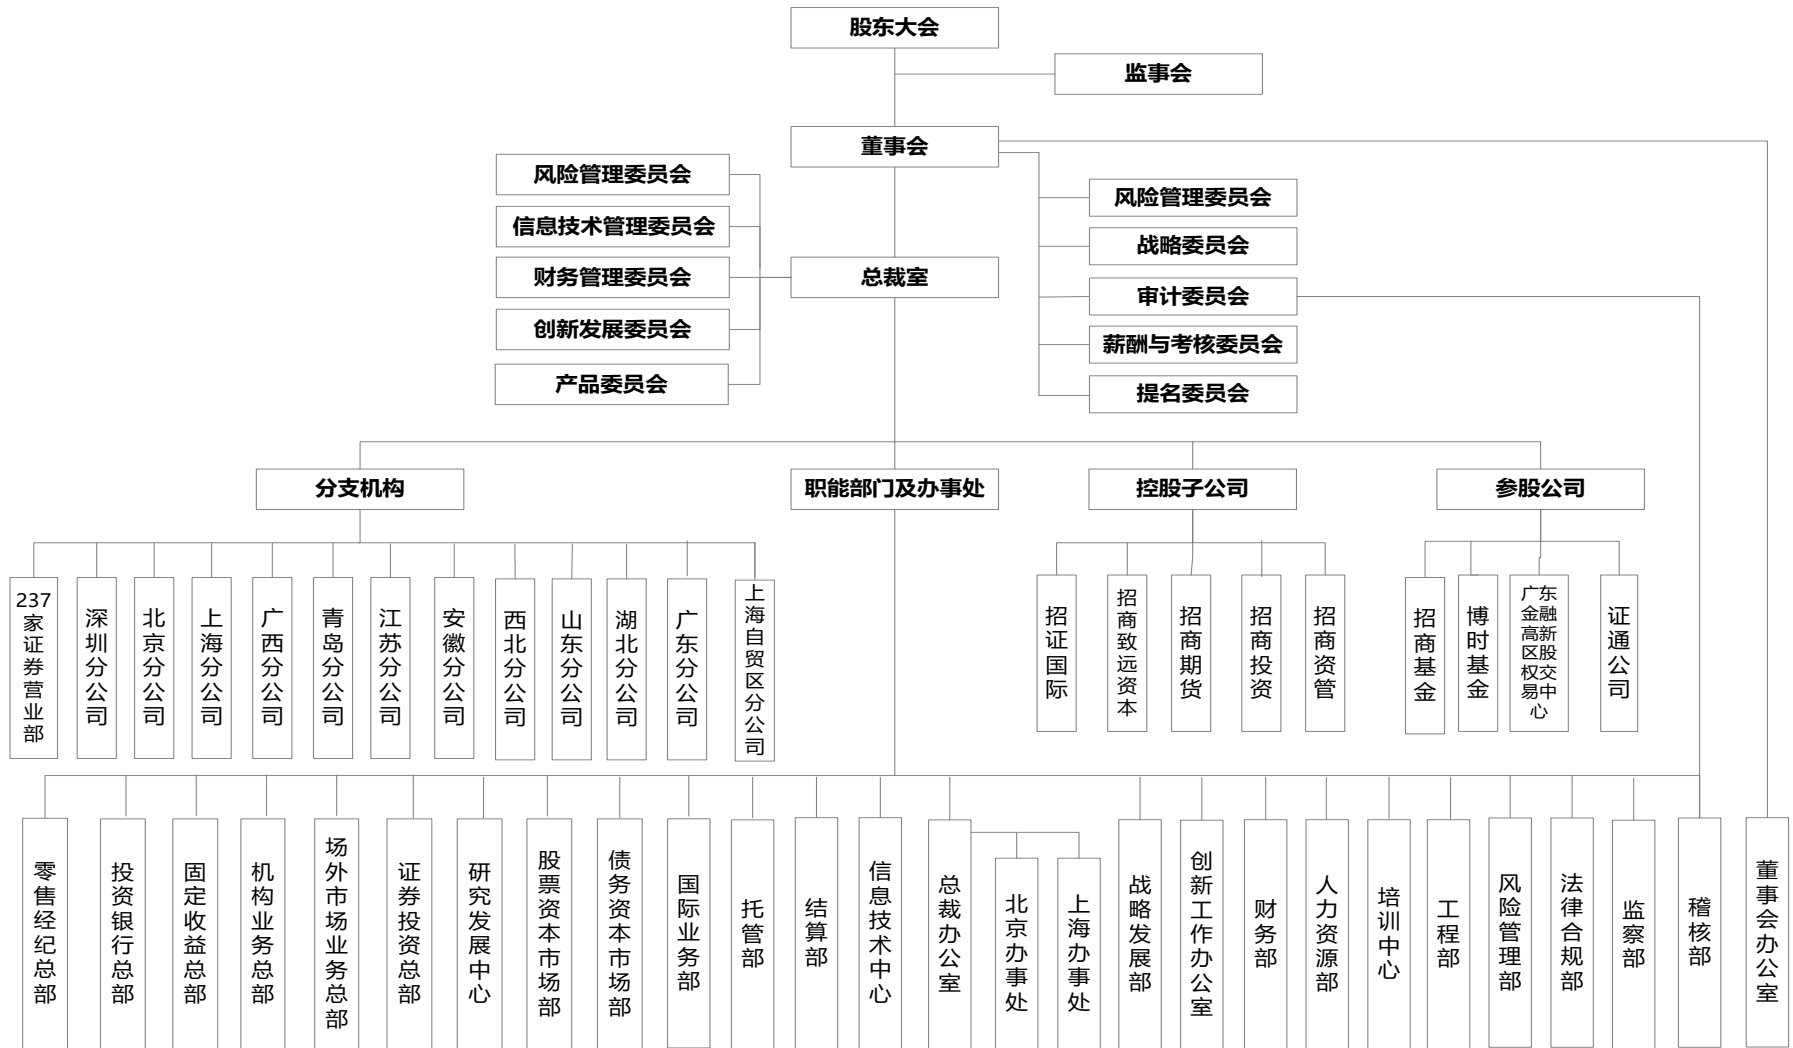 股东大会
监事会
董事会
风险管理委员会
信息技术管理委员会
财务管理委员会
创新发展委员会
产品委员会
总裁室
风险管理委员会
战略委员会
审计委员会
薪酬与考核委员会
提名委员会
分支机构
职能部门及办事处
控股子公司
参股公司
237家证券营业部
深圳分公司
北京分公司
上海分公司
广西分公司
青岛分公司
江苏分公司
安徽分公司
西北分公司
山东分公司
湖北分公司
广东分公司
上海自贸区分公司
招证国际
招商致远资本
招商期货
招商投资
招商资管
招商基金
博时基金
广东金融高新区股权交易中心
证通公司
零售经纪总部
投资银行总部
固定收益总部
机构业务总部
场外市场业务总部
证券投资总部
研究发展中心
股票资本市场部
债务资本市场部
国际业务部
托管部
结算部
信息技术中心
总裁办公室
北京办事处
上海办事处
战略发展部
创新工作办公室
财务部
人力资源部
培训中心
工程部
风险管理部
法律合规部
监察部
稽核部
董事会办公室